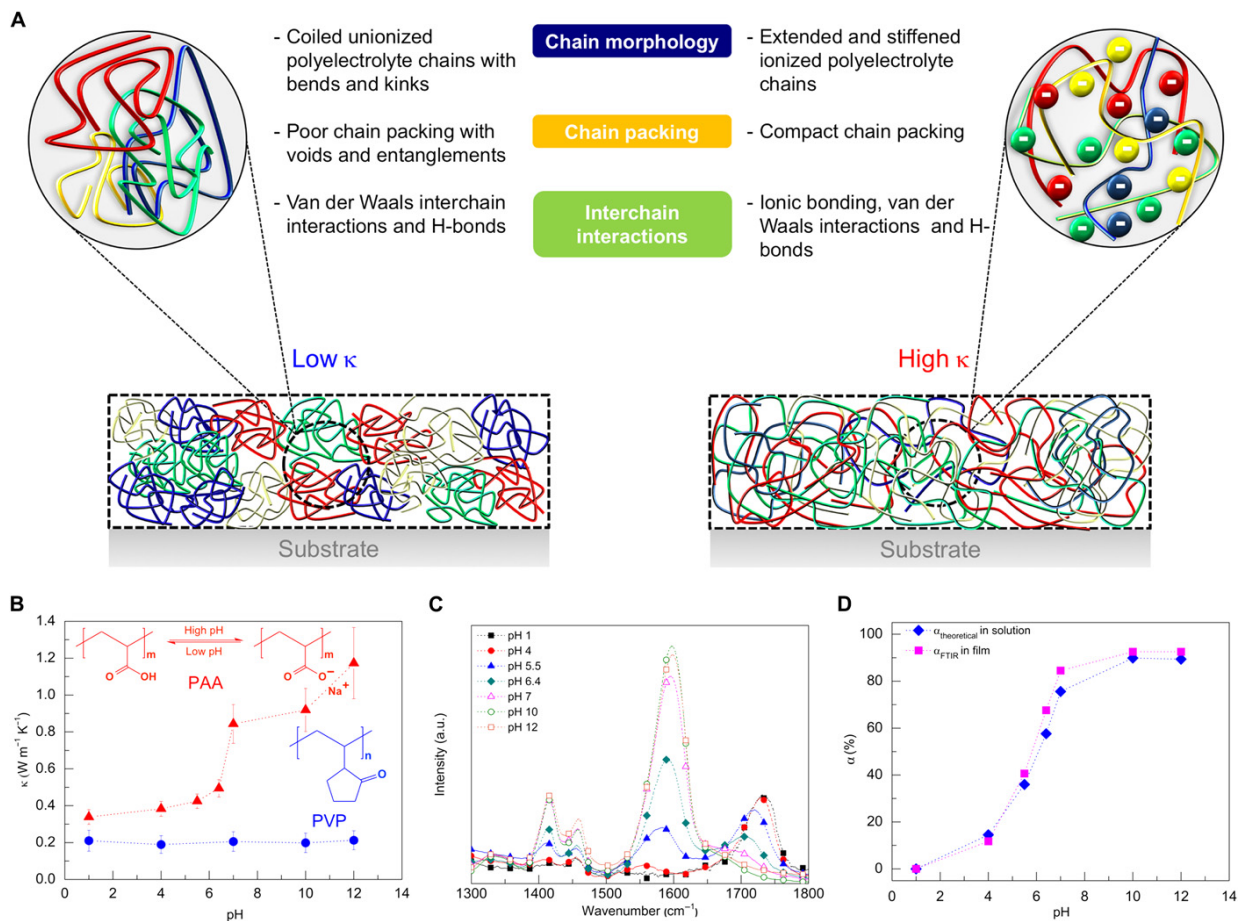 A
- Coiled unionized
polyelectrolyte chains with
bends and kinks
Chain morphology
- Extended and stiffened
ionized polyelectrolyte
chains
- Poor chain packing with
voids and entanglements
Chain packing
- Compact chain packing
- Van der Waals interchain
interactions and H-bonds
Interchain
interactions
- Ionic bonding, van der
Waals interactions and H-
bonds
Low κ
High κ
Substrate
Substrate
B
κ (W m⁻¹ K⁻¹)
1.4
1.2
1.0
0.8
0.6
0.4
0.2
0.0
0 2 4 6 8 10 12 14
pH
High pH
Low pH
m
O
OH
PAA
m
O
O⁻
Na⁺
n
O
PVP
C
Intensity (a.u.)
pH 1
pH 4
pH 5.5
pH 6.4
pH 7
pH 10
pH 12
1300 1400 1500 1600 1700 1800
Wavenumber (cm⁻¹)
D
α (%)
100
80
60
40
20
0
α_theoretical in solution
α_FTIR in film
0 2 4 6 8 10 12 14
pH